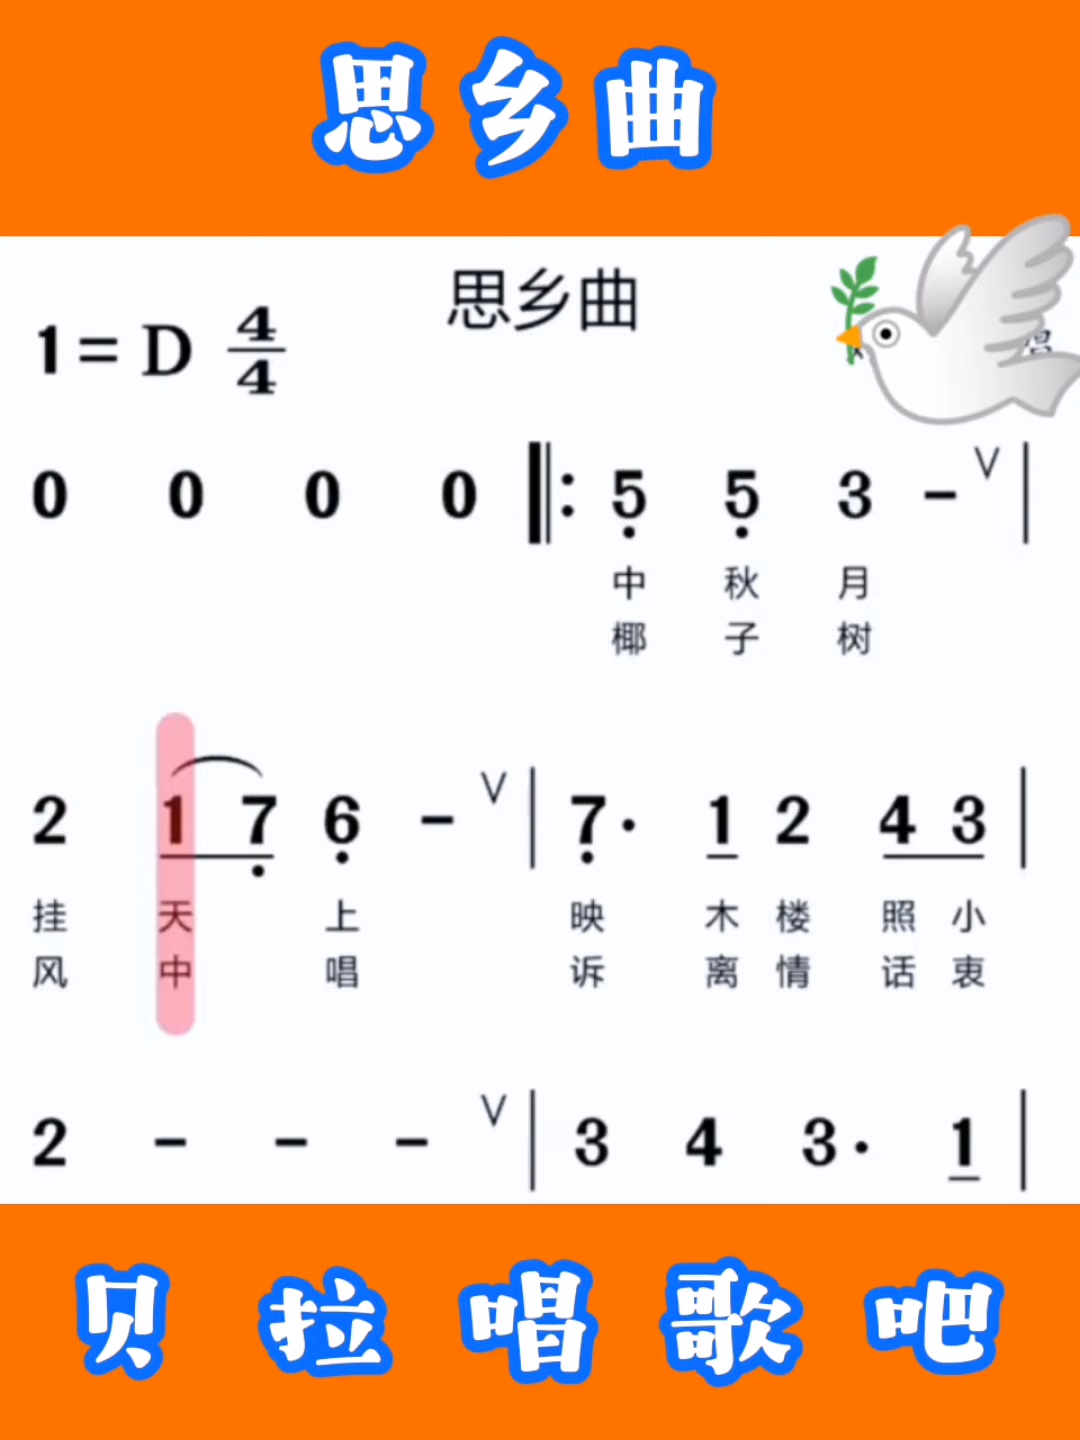 思乡曲
思乡曲
1=D 4/4
0 0 0 0 5 5 3 - V
中 秋 月
椰 子 树
2 1 7 6 - V 7· 1 2 4 3
挂 天 上 映 木 楼 照 小
风 中 唱 诉 离 情 话 衷
2 - - - V 3 4 3· 1
贝拉唱歌吧